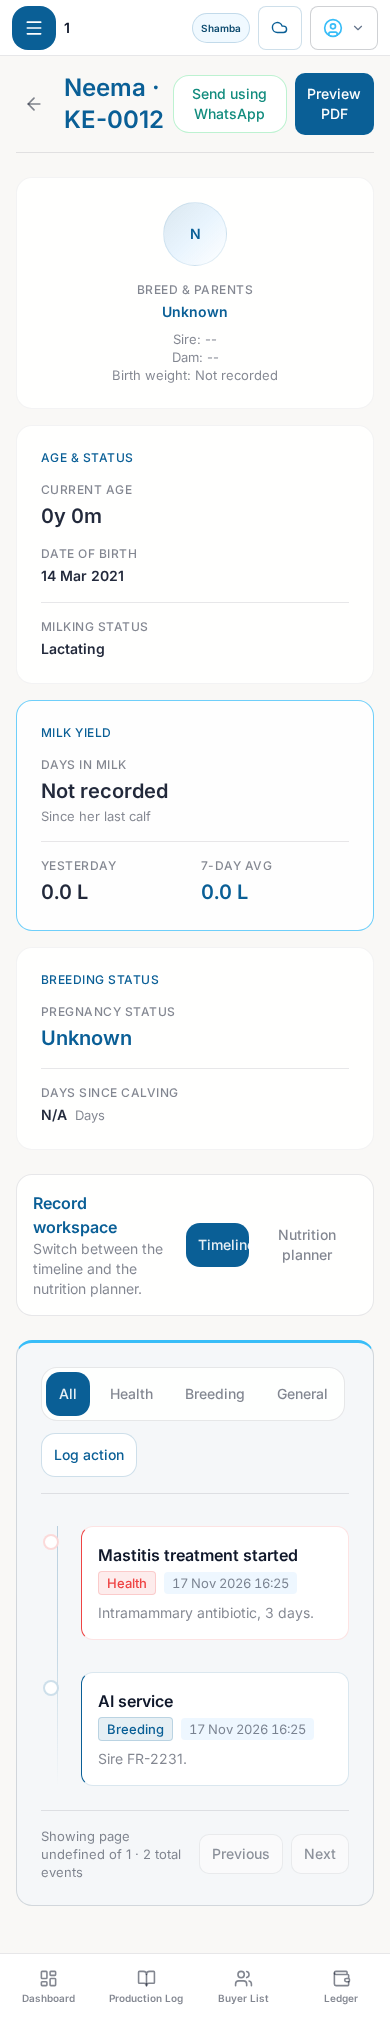 1
Shamba
Neema ·
KE-0012
Send using
WhatsApp
Preview
PDF
N
BREED & PARENTS
Unknown
Sire: --
Dam: --
Birth weight: Not recorded
AGE & STATUS
CURRENT AGE
0y 0m
DATE OF BIRTH
14 Mar 2021
MILKING STATUS
Lactating
MILK YIELD
DAYS IN MILK
Not recorded
Since her last calf
YESTERDAY
7-DAY AVG
0.0 L
0.0 L
BREEDING STATUS
PREGNANCY STATUS
Unknown
DAYS SINCE CALVING
N/A Days
Record
workspace
Switch between the
timeline and the
nutrition planner.
Timeline
Nutrition
planner
All Health Breeding General
Log action
Mastitis treatment started
Health 17 Nov 2026 16:25
Intramammary antibiotic, 3 days.
AI service
Breeding 17 Nov 2026 16:25
Sire FR-2231.
Showing page
undefined of 1 · 2 total
events
Previous Next
Dashboard Production Log Buyer List Ledger